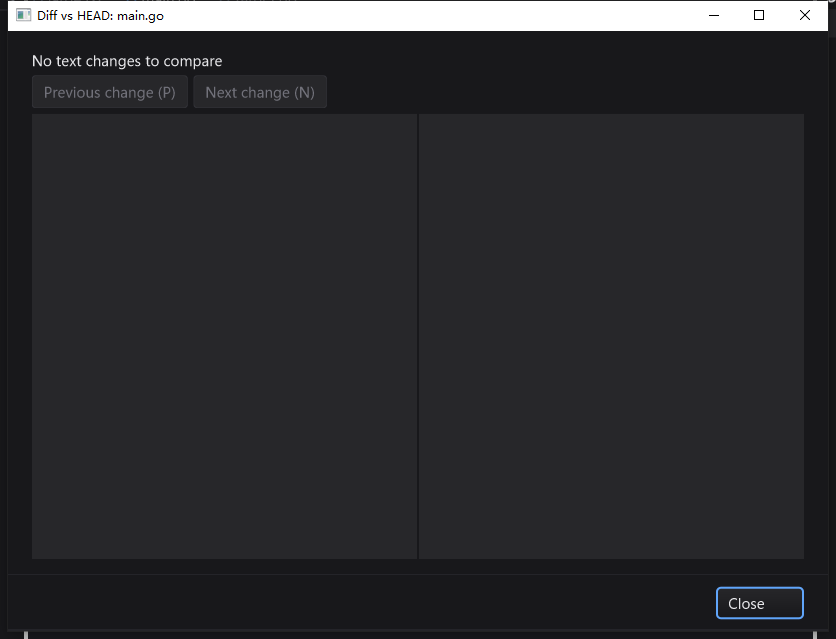 Diff vs HEAD: main.go
No text changes to compare
Previous change (P) Next change (N)
Close